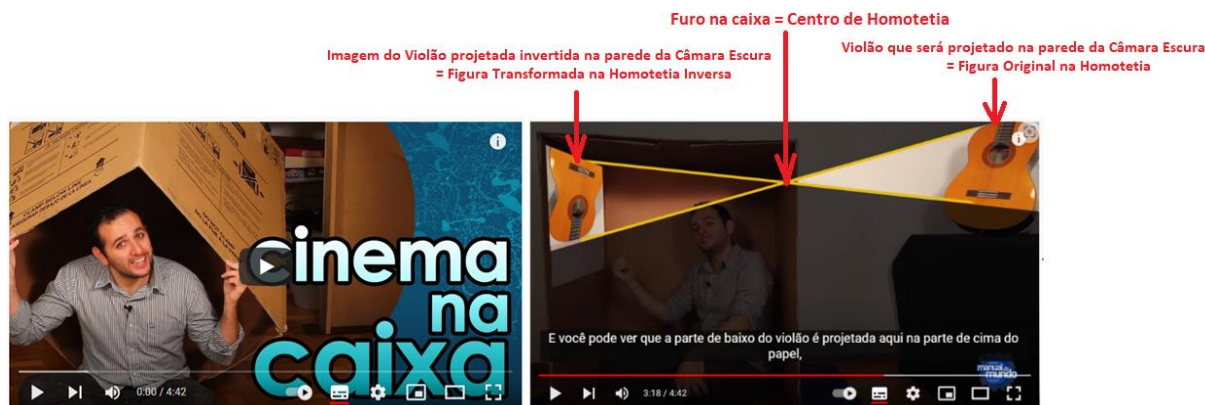 Furo na caixa = Centro de Homotetia
Imagem do Violão projetada invertida na parede da Câmara Escura
= Figura Transformada na Homotetia Inversa
Violão que será projetado na parede da Câmara Escura
= Figura Original na Homotetia
cinema
na
caixa
0:00 / 4:42
E você pode ver que a parte de baixo do violão é projetada aqui na parte de cima do
papel,
manual
mundo
3:18 / 4:42